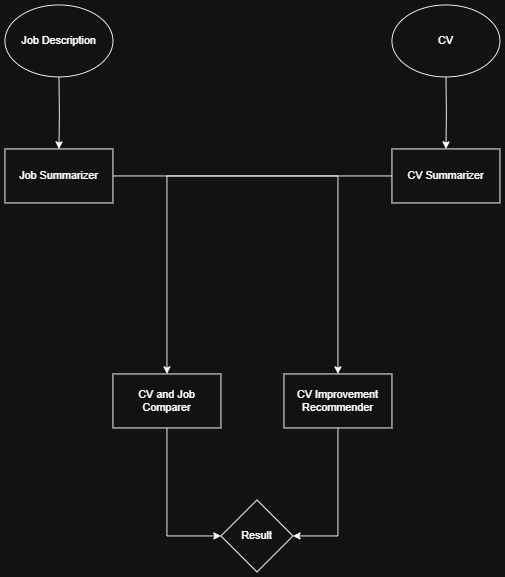 Job Description
CV
Job Summarizer
CV Summarizer
CV and Job
Comparer
CV Improvement
Recommender
Result